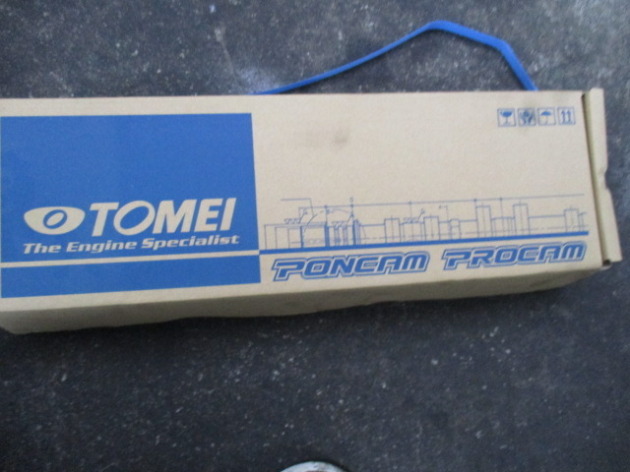 TOMEI
The Engine Specialist
PONCAM PROCAM